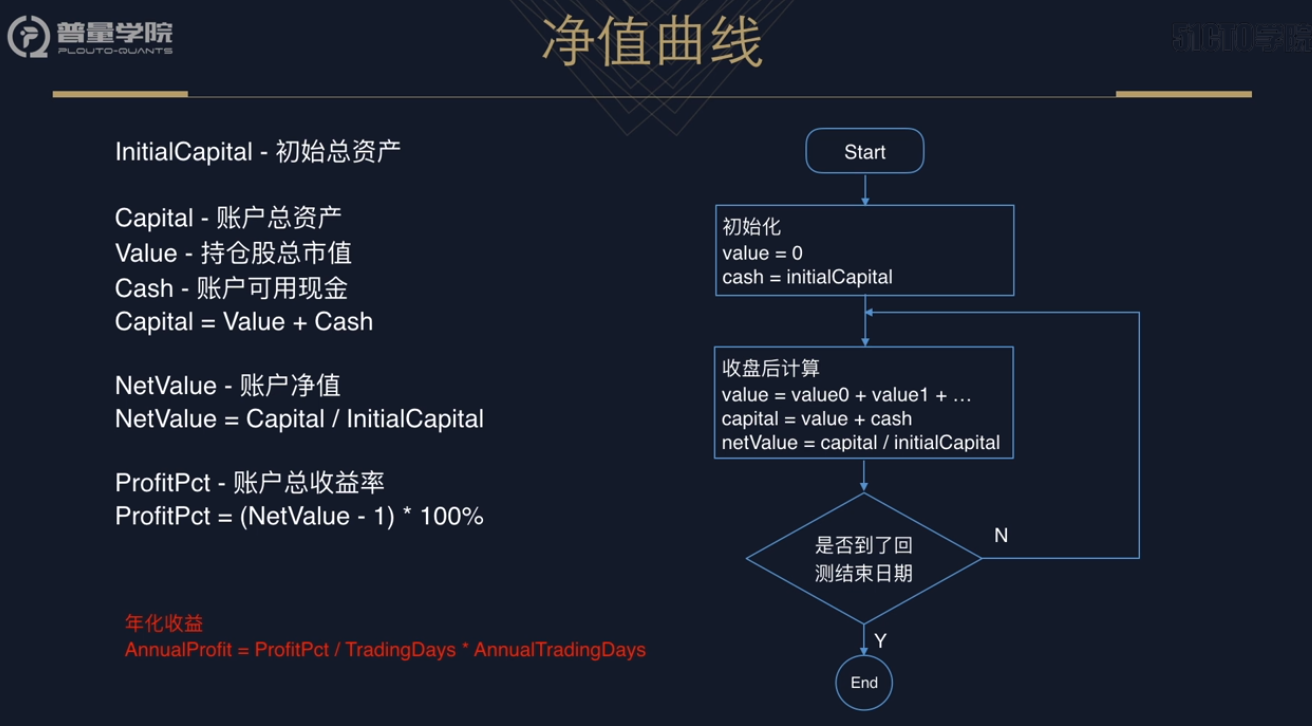 普量学院
PLOUTO-QUANTS
净值曲线
InitialCapital - 初始总资产
Capital - 账户总资产
Value - 持仓股总市值
Cash - 账户可用现金
Capital = Value + Cash
NetValue - 账户净值
NetValue = Capital / InitialCapital
ProfitPct - 账户总收益率
ProfitPct = (NetValue - 1) * 100%
年化收益
AnnualProfit = ProfitPct / TradingDays * AnnualTradingDays
Start
初始化
value = 0
cash = initialCapital
收盘后计算
value = value0 + value1 + …
capital = value + cash
netValue = capital / initialCapital
是否到了回
测结束日期
N
Y
End